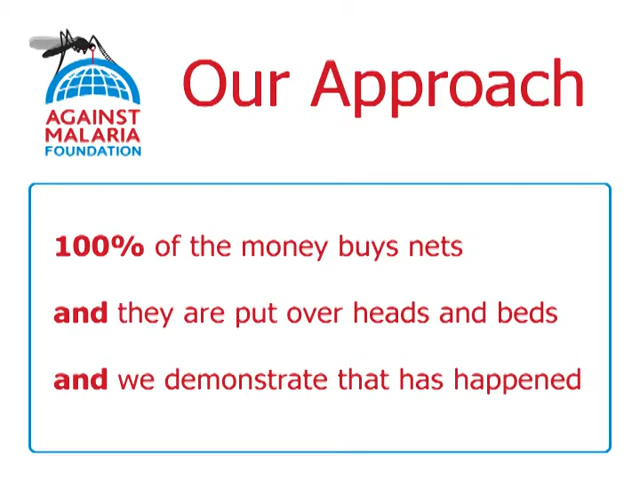 AGAINST
MALARIA
FOUNDATION
Our Approach
100% of the money buys nets
and they are put over heads and beds
and we demonstrate that has happened